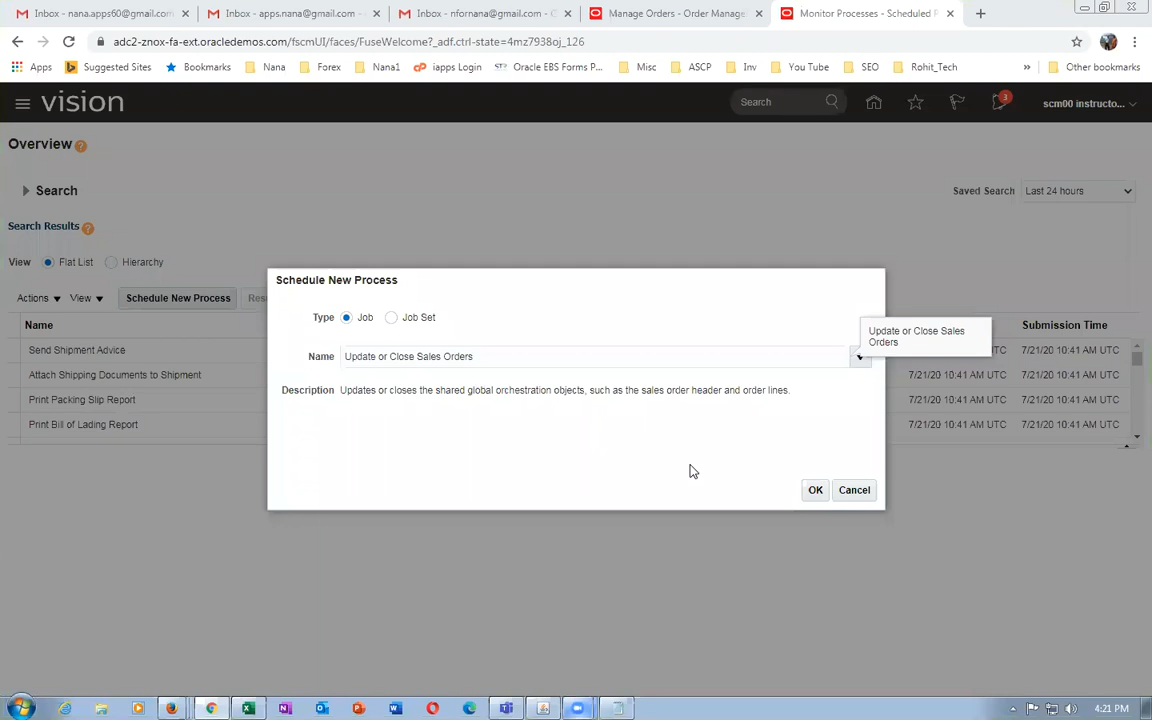 Inbox - nana.apps60@gmail.com
Inbox - apps.nana@gmail.com -
Inbox - nfornana@gmail.com -
Manage Orders - Order Manage
Monitor Processes - Scheduled P
adc2-znox-fa-ext.oracledemos.com/fscmUI/faces/FuseWelcome?_adf.ctrl-state=4mz7938oj_126
Apps
Suggested Sites
Bookmarks
Nana
Forex
Nana1
iapps Login
Oracle EBS Forms P...
Misc
ASCP
Inv
You Tube
SEO
Rohit_Tech
»
Other bookmarks
vision
Search
3
scm00 instructo...
Overview
Search
Saved Search
Last 24 hours
Search Results
View
Flat List
Hierarchy
Actions
View
Schedule New Process
Name
Submission Time
Send Shipment Advice
7/21/20 10:41 AM UTC
Attach Shipping Documents to Shipment
7/21/20 10:41 AM UTC
7/21/20 10:41 AM UTC
Print Packing Slip Report
7/21/20 10:41 AM UTC
7/21/20 10:41 AM UTC
Print Bill of Lading Report
7/21/20 10:41 AM UTC
7/21/20 10:41 AM UTC
Schedule New Process
Type
Job
Job Set
Name
Update or Close Sales Orders
Update or Close Sales
Orders
Description
Updates or closes the shared global orchestration objects, such as the sales order header and order lines.
OK
Cancel
4:21 PM